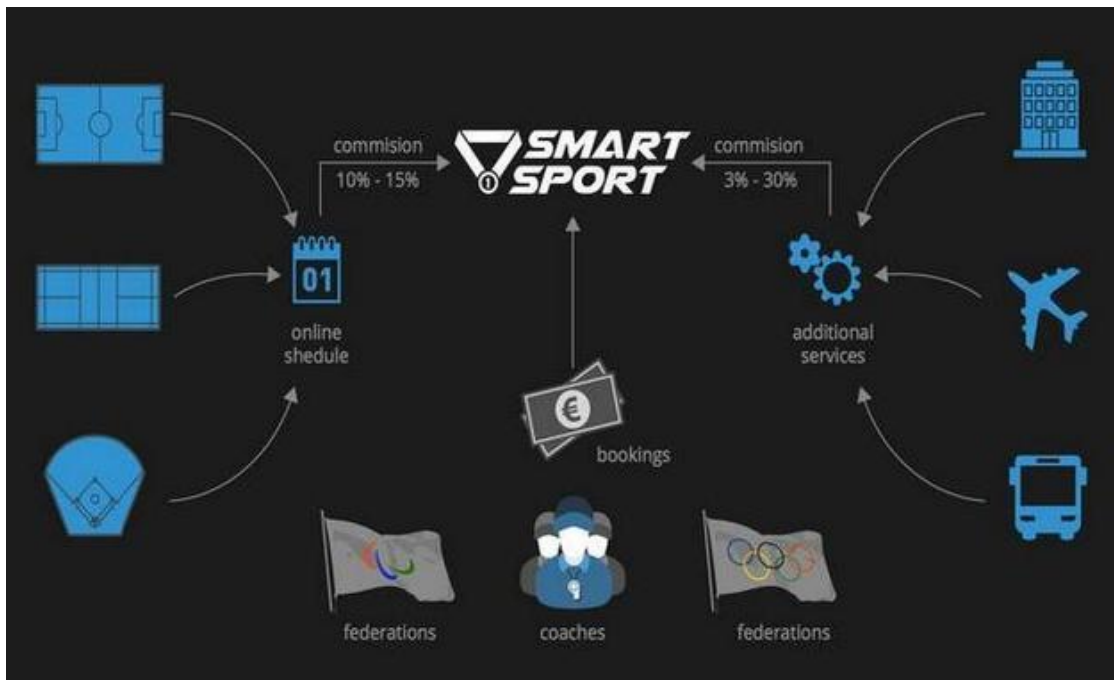 commision
10% - 15%
SMART
SPORT
commision
3% - 30%
01
online
shedule
additional
services
€
bookings
federations
coaches
federations